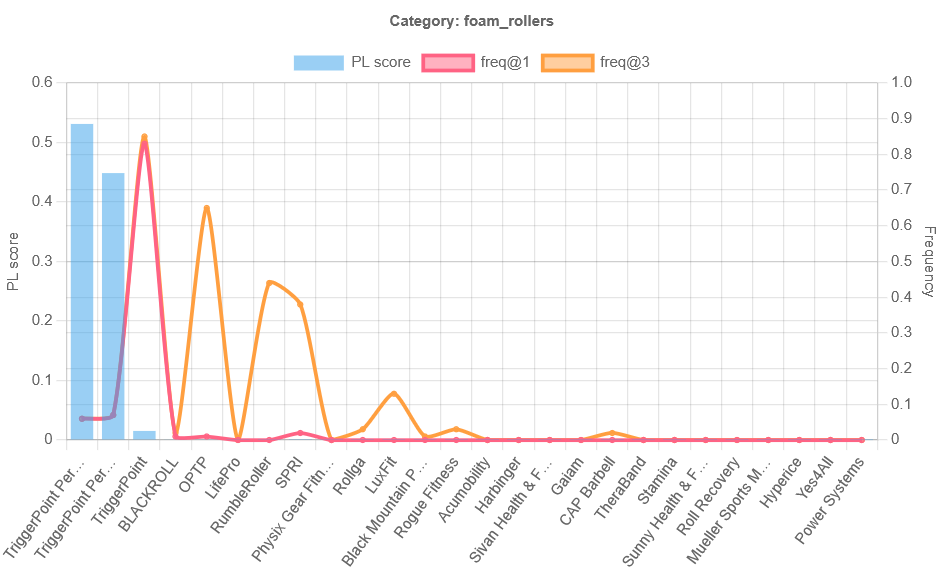 Category: foam_rollers
PL score freq@1 freq@3
0.6
0.5
0.4
0.3
0.2
0.1
0
PL score
1.0
0.9
0.8
0.7
0.6
0.5
0.4
0.3
0.2
0.1
0
Frequency
TriggerPoint Per...
TriggerPoint Per...
TriggerPoint
BLACKROLL
OPTP
LifePro
RumbleRoller
SPRI
Physix Gear Fitn...
Rollga
LuxFit
Black Mountain P...
Rogue Fitness
Acumobility
Harbinger
Sivan Health & F...
Gaiam
CAP Barbell
TheraBand
Stamina
Sunny Health & F...
Roll Recovery
Mueller Sports M...
Hyperice
Yes4All
Power Systems